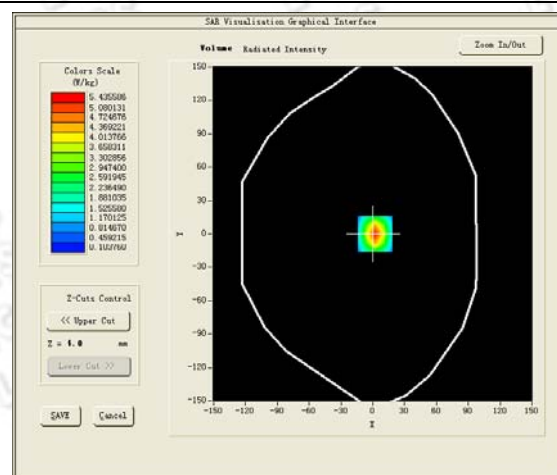 SAR Visualisation Graphical Interface
Volume Radiated Intensity
Zoom In/Out
Colors Scale
(W/kg)
5.435586
5.080131
4.724676
4.369221
4.013766
3.658311
3.302856
2.947400
2.591945
2.236490
1.881035
1.525580
1.170125
0.814670
0.459215
0.103760
Z-Cuts Control
<< Upper Cut
Z = 4.0 mm
Lower Cut >>
SAVE
Cancel
150
120
90
60
30
0
-30
-60
-90
-120
-150
Y
-150 -120 -90 -60 -30 0 30 60 90 120 150
X